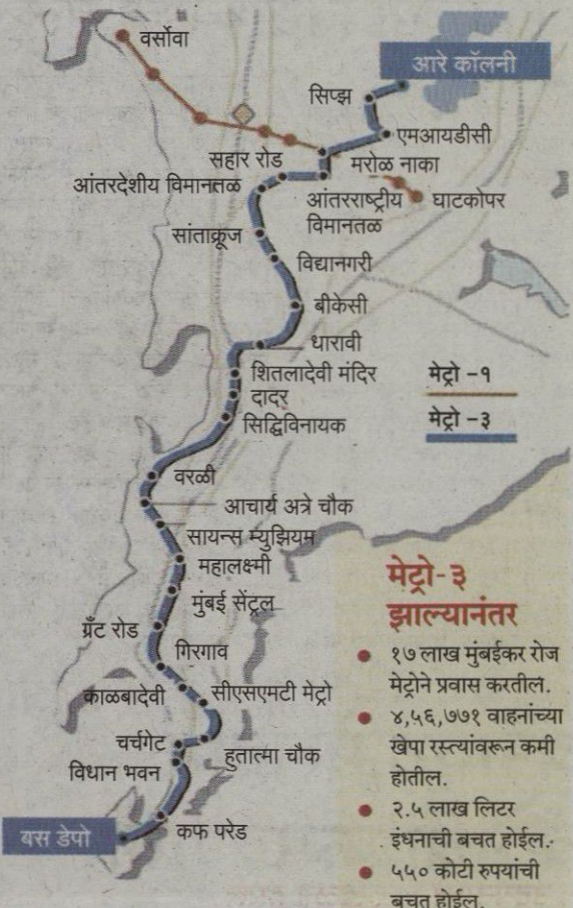 वर्सोवा
आरे कॉलनी
सिप्झ
एमआयडीसी
सहार रोड
मरोळ नाका
आंतरदेशीय विमानतळ
आंतरराष्ट्रीय
विमानतळ
घाटकोपर
सांताक्रूज
विद्यानगरी
बीकेसी
धारावी
शितलादेवी मंदिर
दादर
सिद्धिविनायक
मेट्रो -१
मेट्रो -३
वरळी
आचार्य अत्रे चौक
सायन्स म्युझियम
महालक्ष्मी
मुंबई सेंट्रल
ग्रँट रोड
गिरगाव
काळबादेवी
सीएसएमटी मेट्रो
चर्चगेट
हुतात्मा चौक
विधान भवन
कफ परेड
बस डेपो
मेट्रो-३
झाल्यानंतर
● १७ लाख मुंबईकर रोज
मेट्रोने प्रवास करतील.
● ४,५६,७७१ वाहनांच्या
खेपा रस्त्यांवरून कमी
होतील.
● २.५ लाख लिटर
इंधनाची बचत होईल.
● ५५० कोटी रुपयांची
बचत होईल.